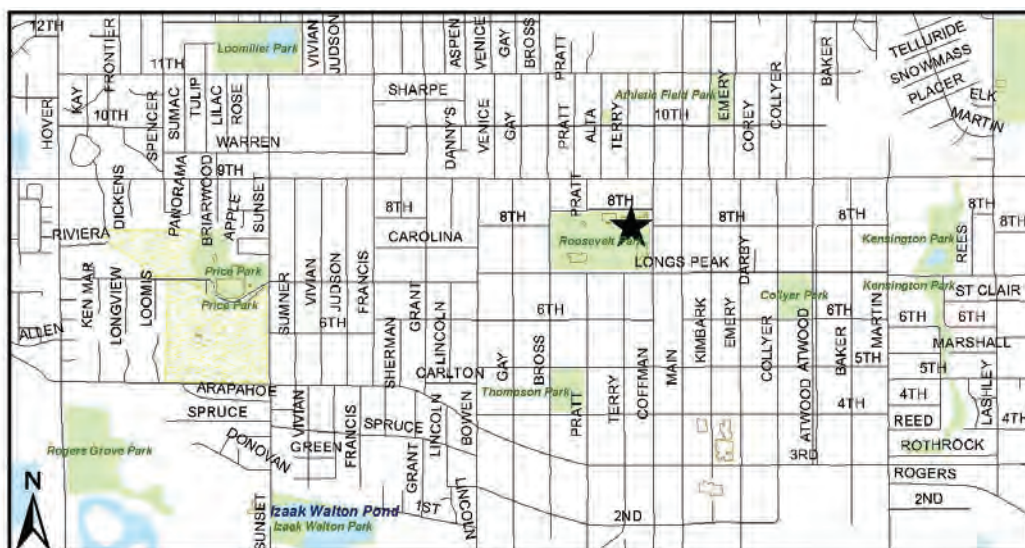 12TH
FRONTIER
KAY
HOVER
11TH
10TH
SPENCER
SUMAC
TULIP
LILAC
ROSE
WARREN
Loomiller Park
VIVIAN
JUDSON
ASPEN
VENICE
GAY
BROSS
PRATT
SHARPE
DANNY'S
VENICE
GAY
PRATT
ALTA
TERRY
Athletic Field Park
10TH
EMERY
COREY
COLLYER
BAKER
TELLURIDE
SNOWMASS
PLACER
ELK
MARTIN
DICKENS
PANORAMA
BRIARWOOD
9TH
APPLE
SUNSET
RIVIERA
8TH
CAROLINA
8TH
PRATT
8TH
Roosevelt Park
LONGS PEAK
8TH
DARBY
8TH
Kensington Park
REES
8TH
8TH
ALLEN
KEN MAR
LONGVIEW
LOOMIS
Price Park
Price Park
SUMNER
VIVIAN
JUDSON
FRANCIS
6TH
SHERMAN
GRANT
LINCOLN
CARLTON
GAY
6TH
BROSS
Thompson Park
PRATT
TERRY
COFFMAN
MAIN
KIMBARK
EMERY
COLLYER
Collyer Park
ATWOOD
ATWOOD
6TH
BAKER
MARTIN
5TH
4TH
3RD
Kensington Park
ST CLAIR
6TH
6TH
MARSHALL
5TH
4TH
LASHLEY
4TH
REED
ROTHROCK
ROGERS
2ND
ARAPAHOE
SPRUCE
DONOVAN
VIVIAN
GREEN
FRANCIS
SPRUCE
GRANT
LINCOLN
BOWEN
LINCOLN
1ST
2ND
Rogers Grove Park
N
SUNSET
Izaak Walton Pond
Izaak Walton Park